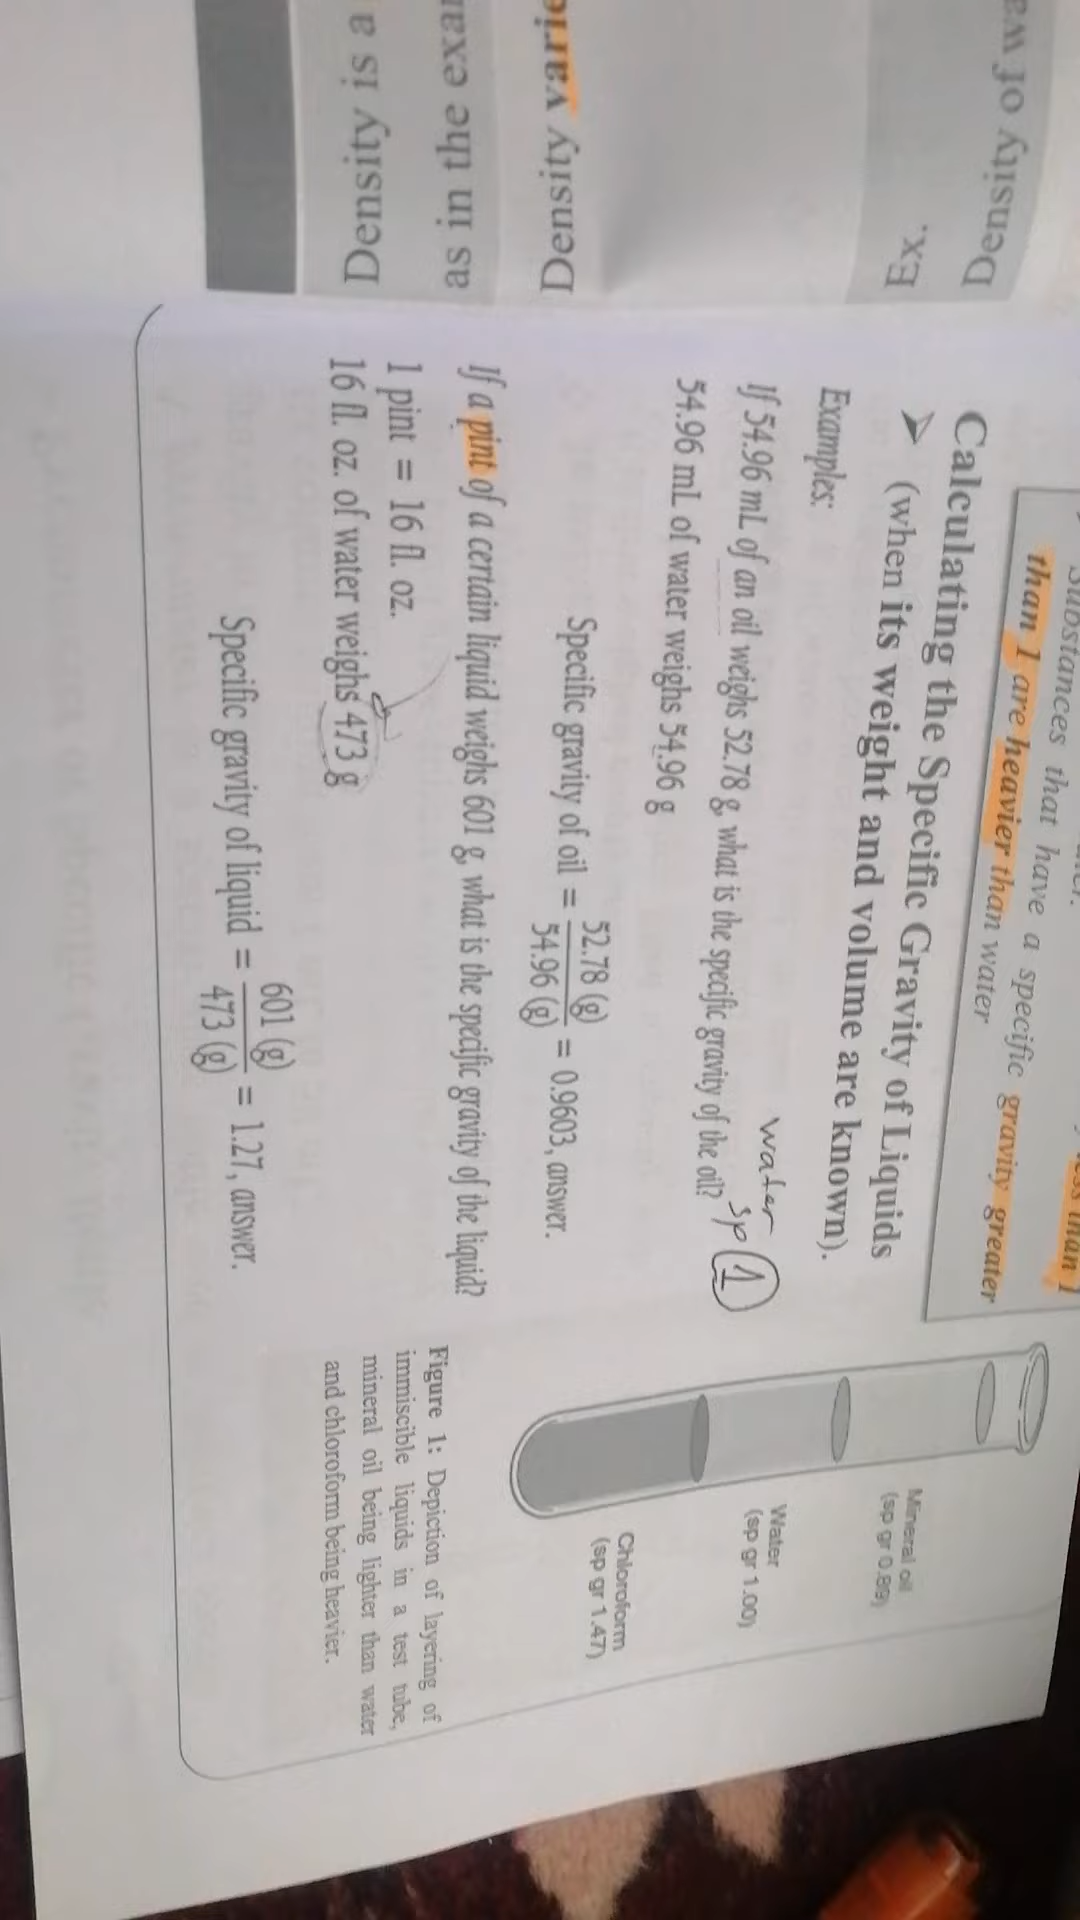 Substances that have a specific gravity greater
than 1 are heavier than water
Calculating the Specific Gravity of Liquids
➤ (when its weight and volume are known).
Examples:
water
sp 1
If 54.96 mL of an oil weighs 52.78 g, what is the specific gravity of the oil?
54.96 mL of water weighs 54.96 g
Specific gravity of oil = 52.78 (g) / 54.96 (g) = 0.9603, answer.
If a pint of a certain liquid weighs 601 g, what is the specific gravity of the liquid?
1 pint = 16 fl. oz.
16 fl. oz. of water weighs 473 g
Specific gravity of liquid = 601 (g) / 473 (g) = 1.27, answer.
Mineral oil
(sp gr 0.89)
Water
(sp gr 1.00)
Chloroform
(sp gr 1.47)
Figure 1: Depiction of layering of
immiscible liquids in a test tube,
mineral oil being lighter than water
and chloroform being heavier.
Density of
Ex.
Density
as in the
Density is a